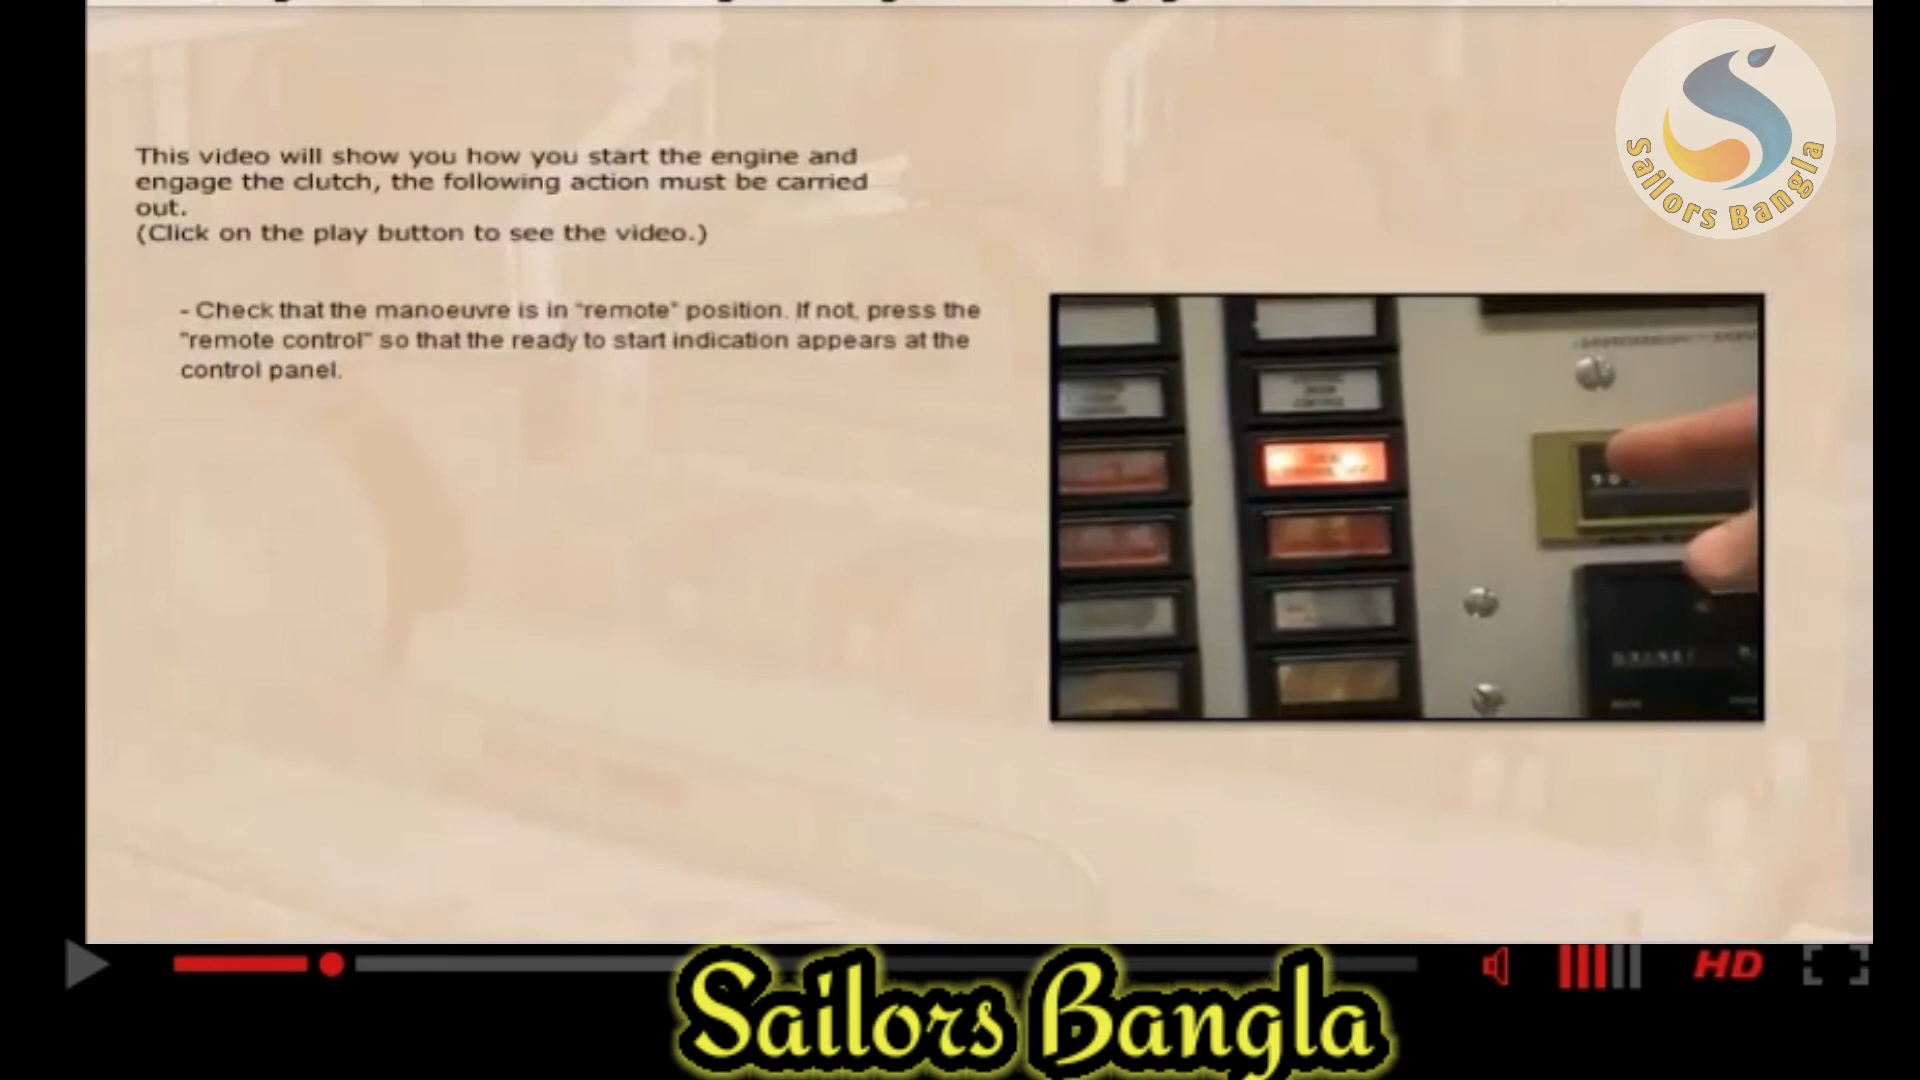 This video will show you how you start the engine and
engage the clutch, the following action must be carried
out.
(Click on the play button to see the video.)
- Check that the manoeuvre is in "remote" position. If not, press the
"remote control" so that the ready to start indication appears at the
control panel.
Sailors Bangla
HD
Sailors Bangla